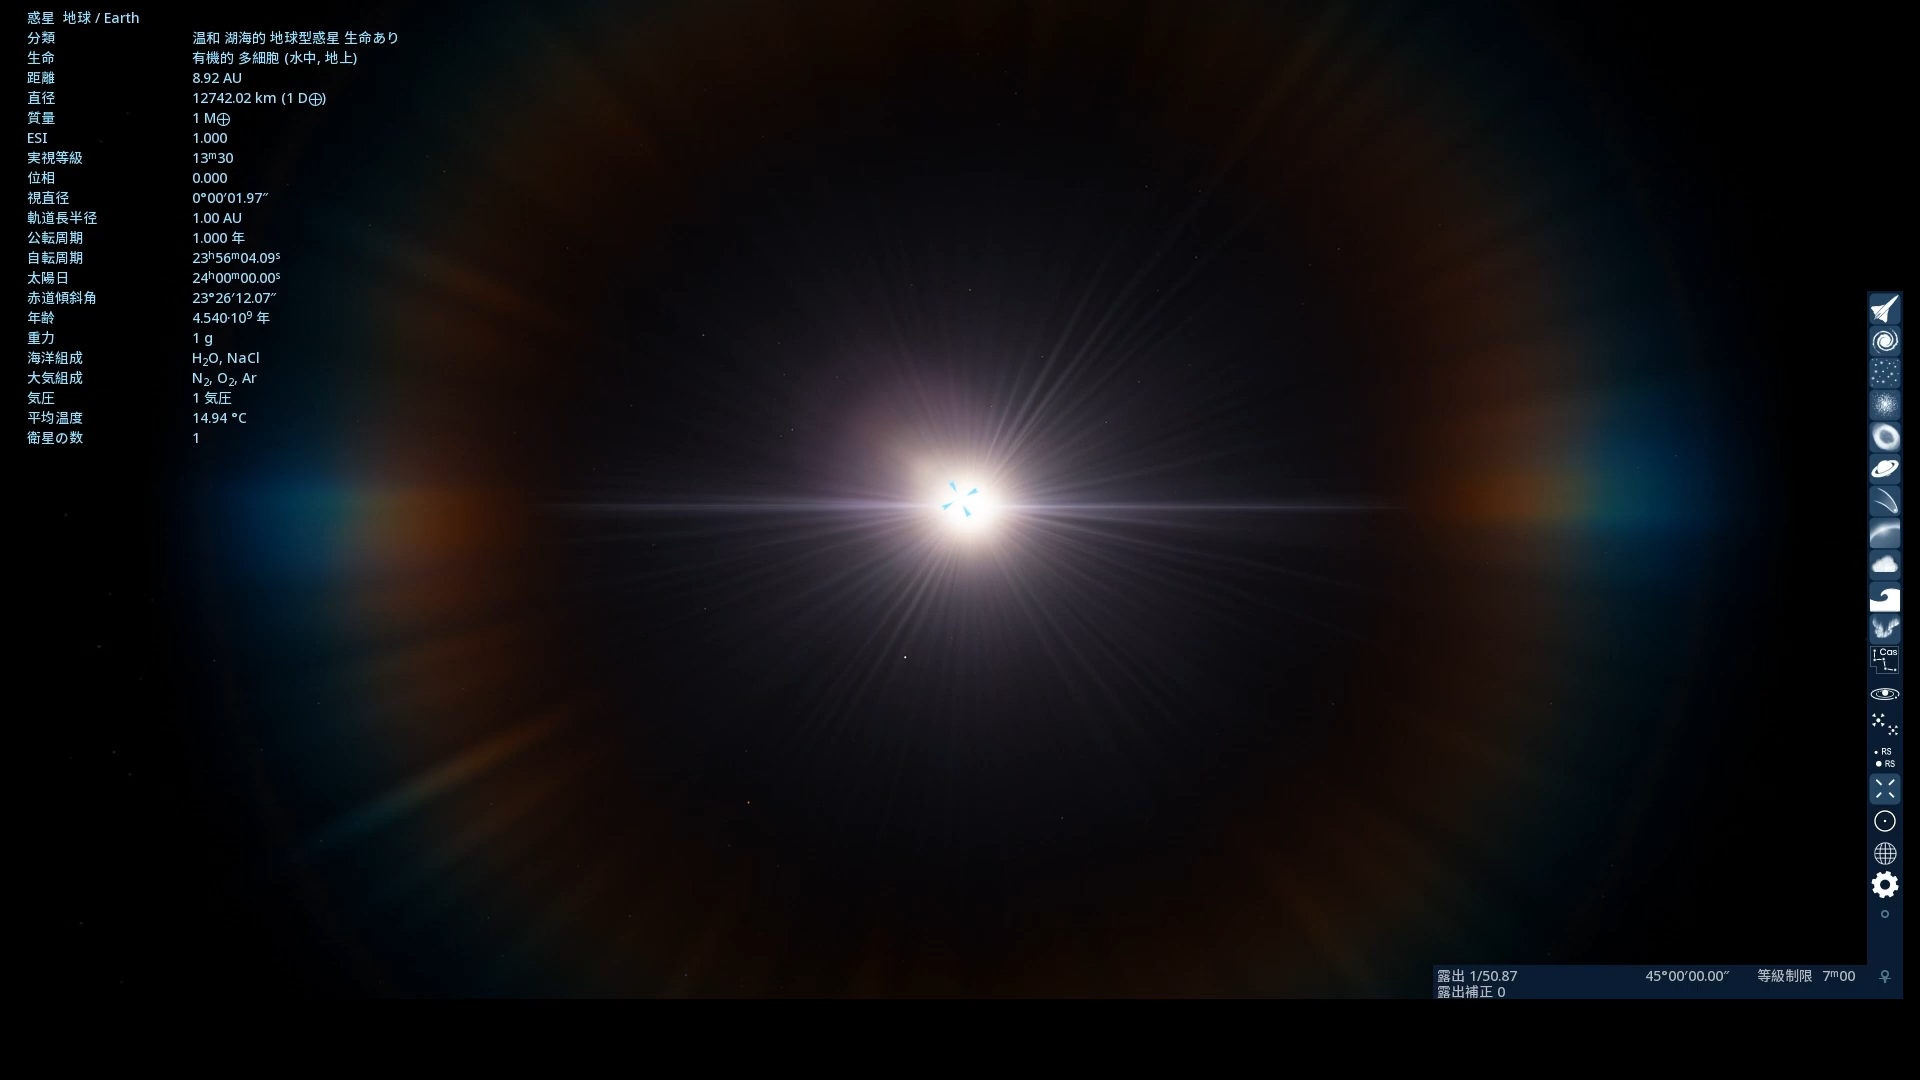 惑星 地球 / Earth
分類 温和 湖海的 地球型惑星 生命あり
生命 有機的 多細胞 (水中, 地上)
距離 8.92 AU
直径 12742.02 km (1 D⊕)
質量 1 M⊕
ESI 1.000
実視等級 13ᵐ30
位相 0.000
視直径 0°00′01.97″
軌道長半径 1.00 AU
公転周期 1.000 年
自転周期 23ʰ56ᵐ04.09ˢ
太陽日 24ʰ00ᵐ00.00ˢ
赤道傾斜角 23°26′12.07″
年齢 4.540·10⁹ 年
重力 1 g
海洋組成 H₂O, NaCl
大気組成 N₂, O₂, Ar
気圧 1 気圧
平均温度 14.94 °C
衛星の数 1
Cas
RS
RS
露出 1/50.87 45°00′00.00″ 等級制限 7ᵐ00
露出補正 0